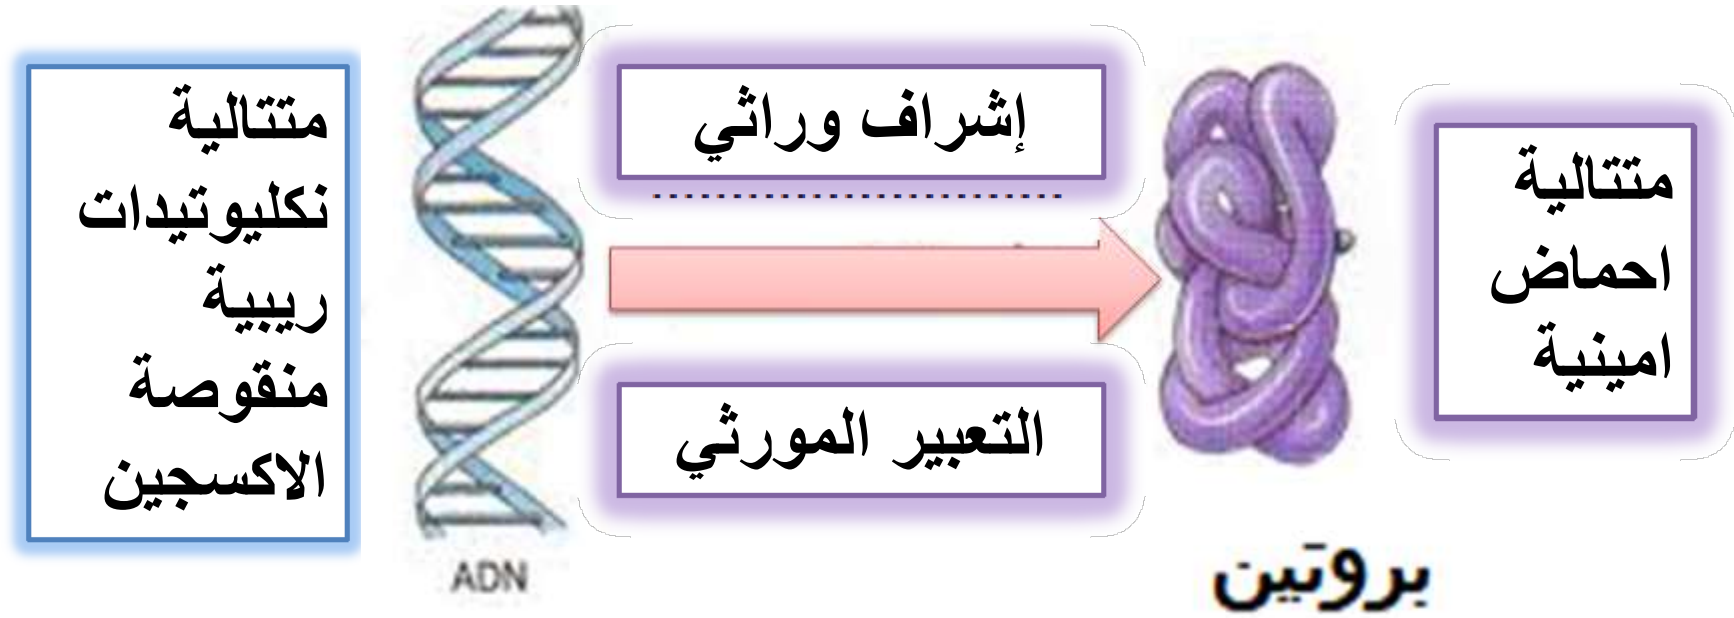 متتالية
نكليوتيدات
ريبية
منقوصة
الاكسجين
ADN
إشراف وراثي
التعبير المورثي
متتالية
احماض
امينية
بروتين